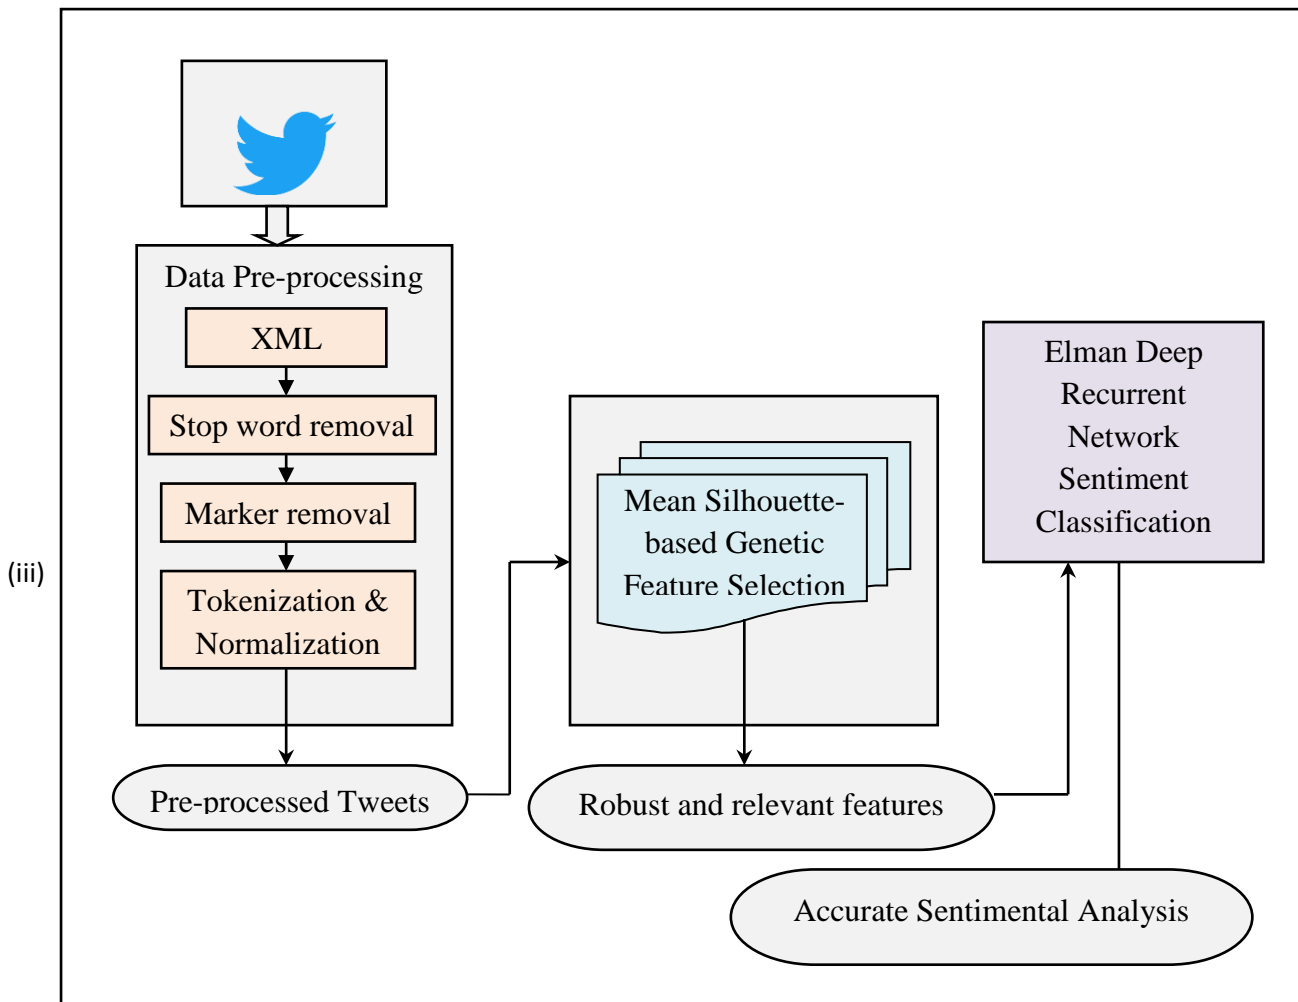 Data Pre-processing
XML
Stop word removal
Marker removal
(iii)
Tokenization &
Normalization
Pre-processed Tweets
Mean Silhouette-
based Genetic
Feature Selection
Robust and relevant features
Elman Deep
Recurrent
Network
Sentiment
Classification
Accurate Sentimental Analysis